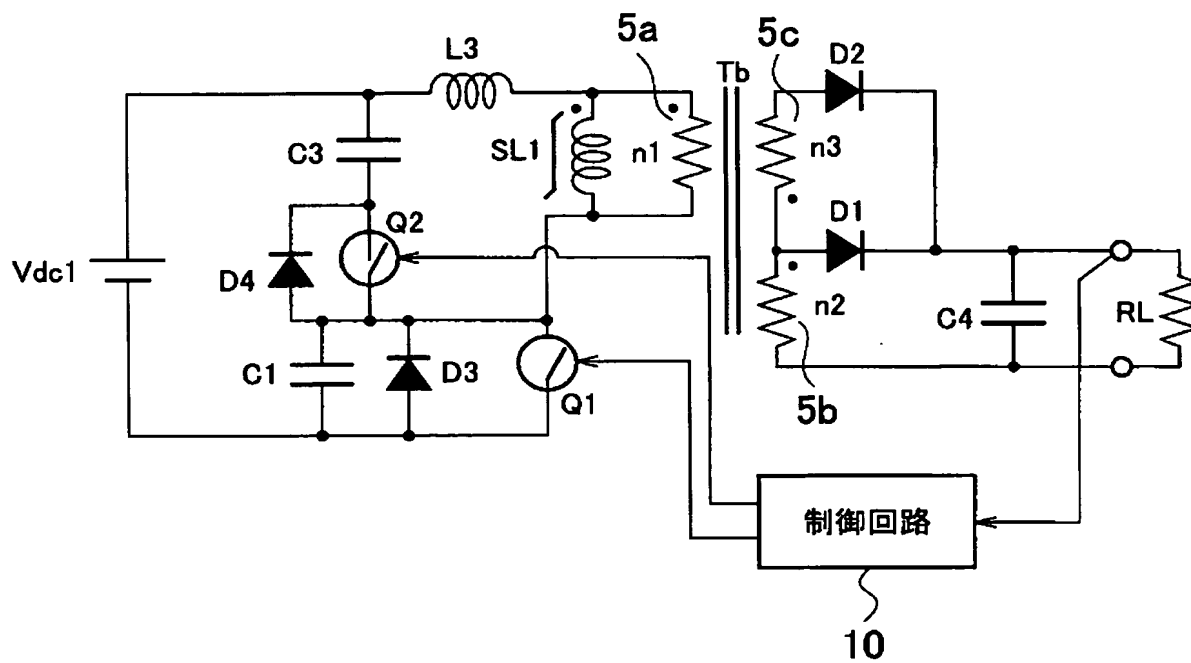 5a
5c
D2
L3
Tb
C3
SL1
n1
n3
D1
Q2
Vdc1
D4
n2
C4
RL
C1
D3
Q1
5b
制御回路
10